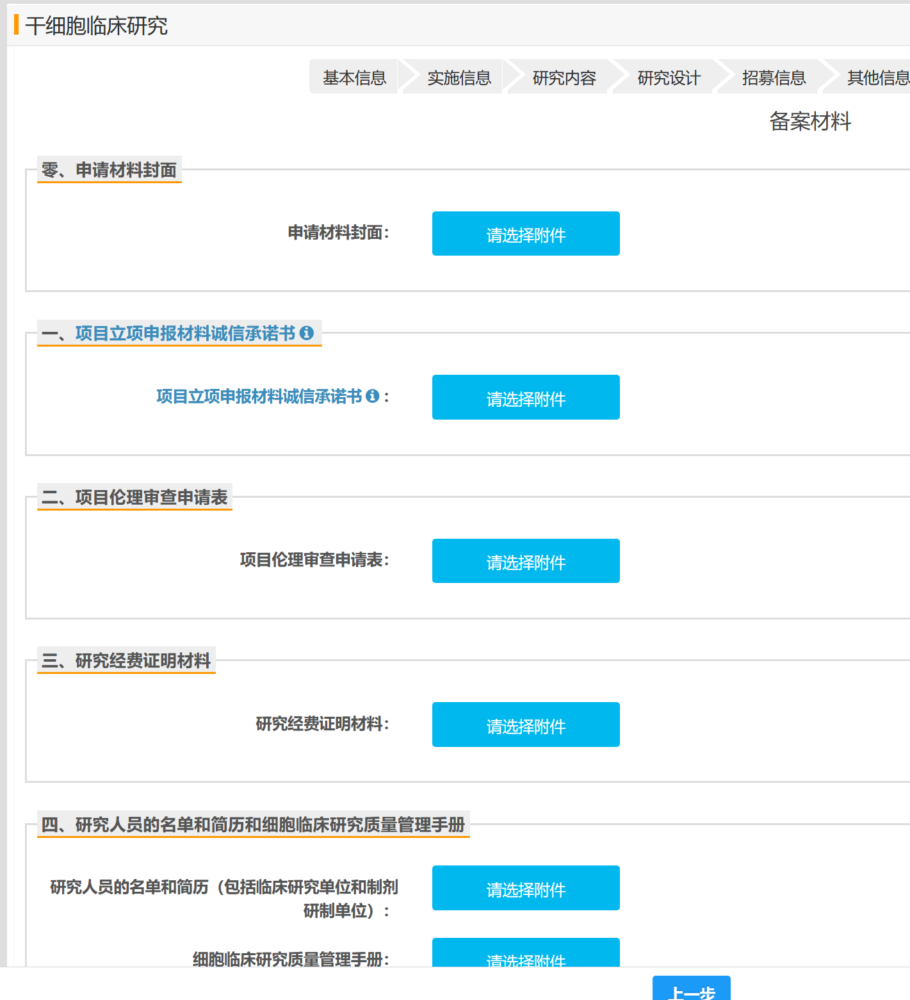 干细胞临床研究
基本信息 实施信息 研究内容 研究设计 招募信息 其他信息
备案材料
零、申请材料封面
申请材料封面： 请选择附件
一、项目立项申报材料诚信承诺书
项目立项申报材料诚信承诺书： 请选择附件
二、项目伦理审查申请表
项目伦理审查申请表： 请选择附件
三、研究经费证明材料
研究经费证明材料： 请选择附件
四、研究人员的名单和简历和细胞临床研究质量管理手册
研究人员的名单和简历（包括临床研究单位和制剂 请选择附件
研制单位）：
细胞临床研究质量管理手册： 请选择附件
上一步